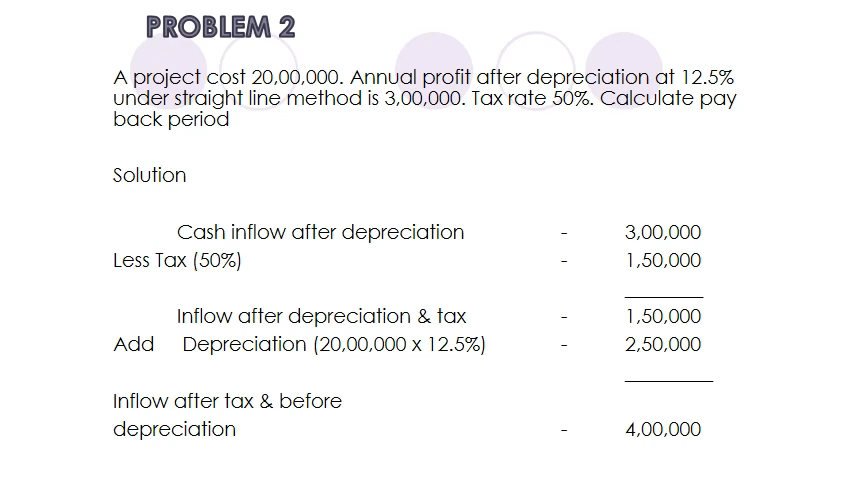 PROBLEM 2
A project cost 20,00,000. Annual profit after depreciation at 12.5%
under straight line method is 3,00,000. Tax rate 50%. Calculate pay
back period
Solution
Cash inflow after depreciation - 3,00,000
Less Tax (50%) - 1,50,000
Inflow after depreciation & tax - 1,50,000
Add Depreciation (20,00,000 x 12.5%) - 2,50,000
Inflow after tax & before
depreciation - 4,00,000